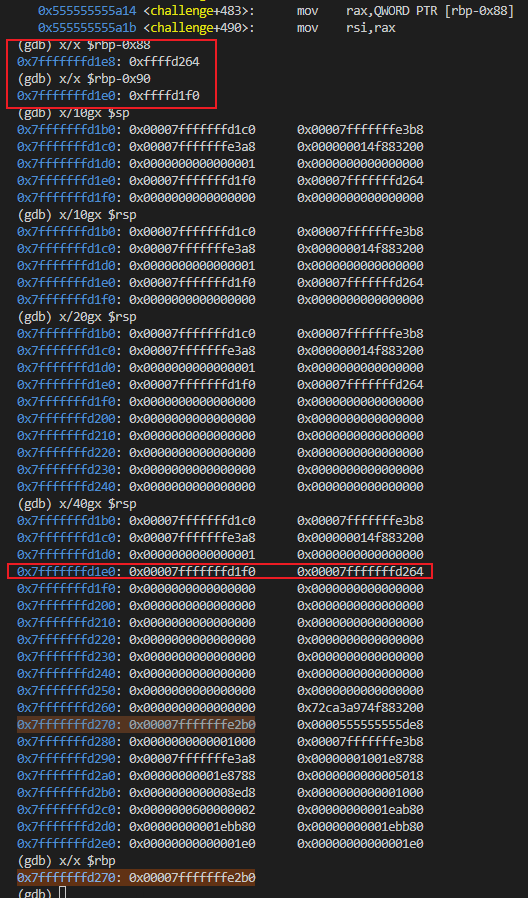 0x555555555a14 <challenge+483>: mov rax,QWORD PTR [rbp-0x88]
0x555555555a1b <challenge+490>: mov rsi,rax
(gdb) x/x $rbp-0x88
0x7fffffffd1e8: 0xffffd264
(gdb) x/x $rbp-0x90
0x7fffffffd1e0: 0xffffd1f0
(gdb) x/10gx $sp
0x7fffffffd1b0: 0x00007fffffffd1c0 0x00007fffffffe3b8
0x7fffffffd1c0: 0x00007fffffffe3a8 0x000000014f883200
0x7fffffffd1d0: 0x0000000000000001 0x0000000000000000
0x7fffffffd1e0: 0x00007fffffffd1f0 0x00007fffffffd264
0x7fffffffd1f0: 0x0000000000000000 0x0000000000000000
(gdb) x/10gx $rsp
0x7fffffffd1b0: 0x00007fffffffd1c0 0x00007fffffffe3b8
0x7fffffffd1c0: 0x00007fffffffe3a8 0x000000014f883200
0x7fffffffd1d0: 0x0000000000000001 0x0000000000000000
0x7fffffffd1e0: 0x00007fffffffd1f0 0x00007fffffffd264
0x7fffffffd1f0: 0x0000000000000000 0x0000000000000000
(gdb) x/20gx $rsp
0x7fffffffd1b0: 0x00007fffffffd1c0 0x00007fffffffe3b8
0x7fffffffd1c0: 0x00007fffffffe3a8 0x000000014f883200
0x7fffffffd1d0: 0x0000000000000001 0x0000000000000000
0x7fffffffd1e0: 0x00007fffffffd1f0 0x00007fffffffd264
0x7fffffffd1f0: 0x0000000000000000 0x0000000000000000
0x7fffffffd200: 0x0000000000000000 0x0000000000000000
0x7fffffffd210: 0x0000000000000000 0x0000000000000000
0x7fffffffd220: 0x0000000000000000 0x0000000000000000
0x7fffffffd230: 0x0000000000000000 0x0000000000000000
0x7fffffffd240: 0x0000000000000000 0x0000000000000000
(gdb) x/40gx $rsp
0x7fffffffd1b0: 0x00007fffffffd1c0 0x00007fffffffe3b8
0x7fffffffd1c0: 0x00007fffffffe3a8 0x000000014f883200
0x7fffffffd1d0: 0x0000000000000001 0x0000000000000000
0x7fffffffd1e0: 0x00007fffffffd1f0 0x00007fffffffd264
0x7fffffffd1f0: 0x0000000000000000 0x0000000000000000
0x7fffffffd200: 0x0000000000000000 0x0000000000000000
0x7fffffffd210: 0x0000000000000000 0x0000000000000000
0x7fffffffd220: 0x0000000000000000 0x0000000000000000
0x7fffffffd230: 0x0000000000000000 0x0000000000000000
0x7fffffffd240: 0x0000000000000000 0x0000000000000000
0x7fffffffd250: 0x0000000000000000 0x0000000000000000
0x7fffffffd260: 0x0000000000000000 0x72ca3a974f883200
0x7fffffffd270: 0x00007fffffffe2b0 0x0000555555555de8
0x7fffffffd280: 0x0000000000001000 0x00007fffffffe3b8
0x7fffffffd290: 0x00007fffffffe3a8 0x00000001001e8788
0x7fffffffd2a0: 0x00000000001e8788 0x0000000000005018
0x7fffffffd2b0: 0x0000000000008ed8 0x0000000000001000
0x7fffffffd2c0: 0x0000000600000002 0x00000000001eab80
0x7fffffffd2d0: 0x00000000001ebb80 0x00000000001ebb80
0x7fffffffd2e0: 0x00000000000001e0 0x00000000000001e0
(gdb) x/x $rbp
0x7fffffffd270: 0x00007fffffffe2b0
(gdb)